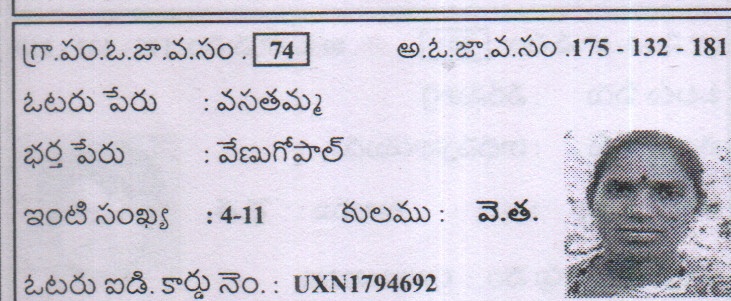 గ్రా.పం.ఓ.జా.వ.సం. 74 అ.ఓ.జా.వ.సం.175 - 132 - 181
ఓటరు పేరు : వసతమ్మ
భర్త పేరు : వేణుగోపాల్
ఇంటి సంఖ్య : 4-11 కులము : వె.త.
ఓటరు ఐడి. కార్డు నెం. : UXN1794692